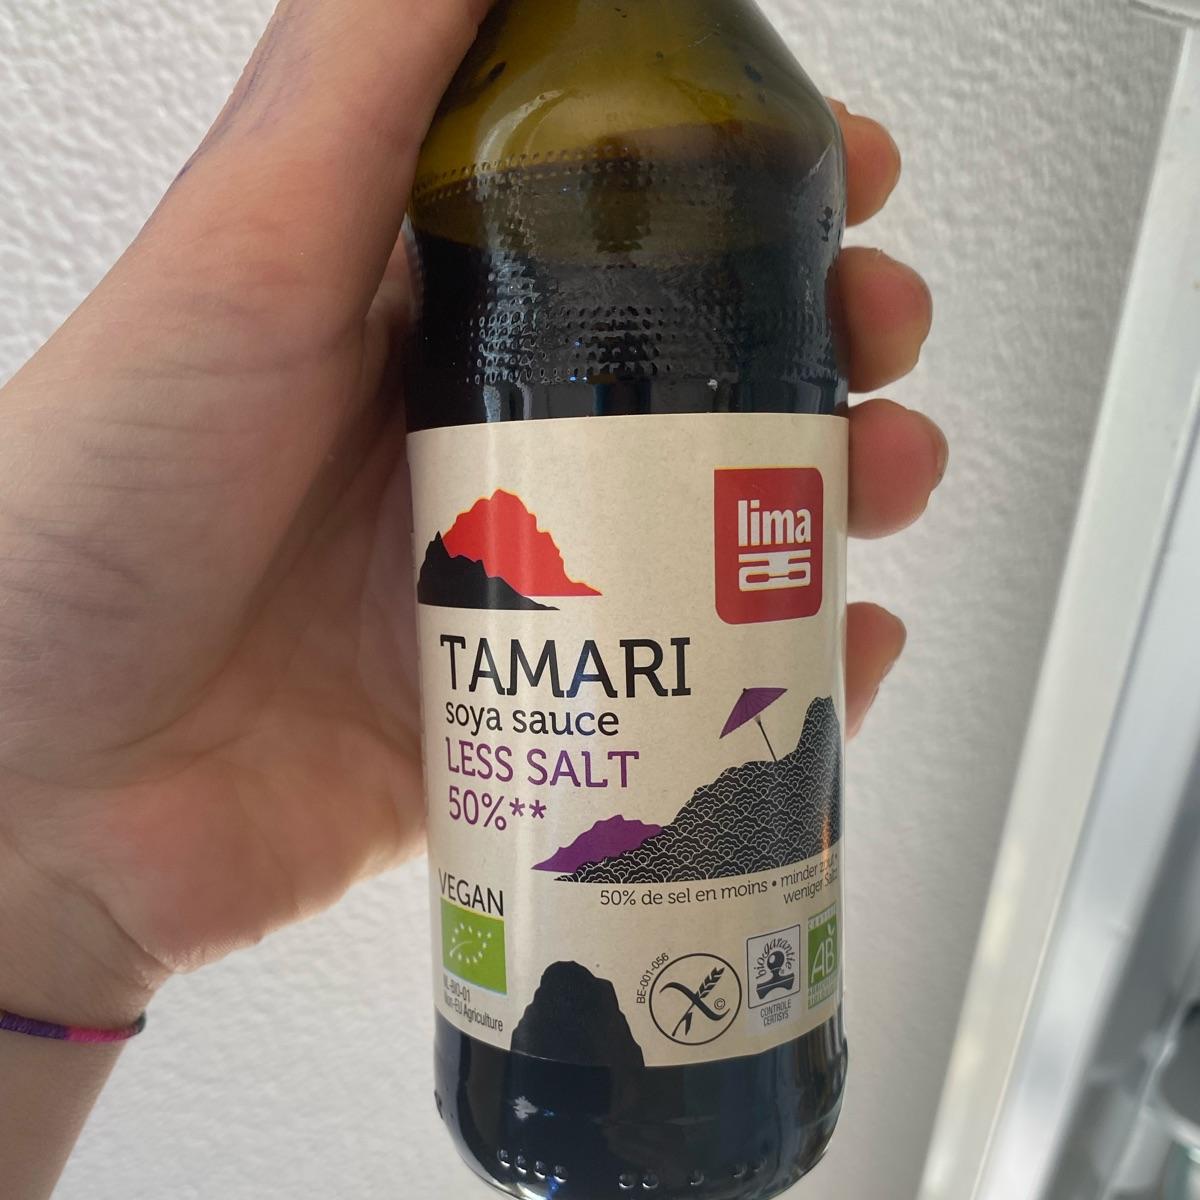 lima
TAMARI
soya sauce
LESS SALT
50%**
50% de sel en moins • minder zout •
weniger Salz
VEGAN
NL-BIO-01
Non-EU Agriculture
BE-001-056
©
biogarantie
CONTROLE
CERTISYS
AB